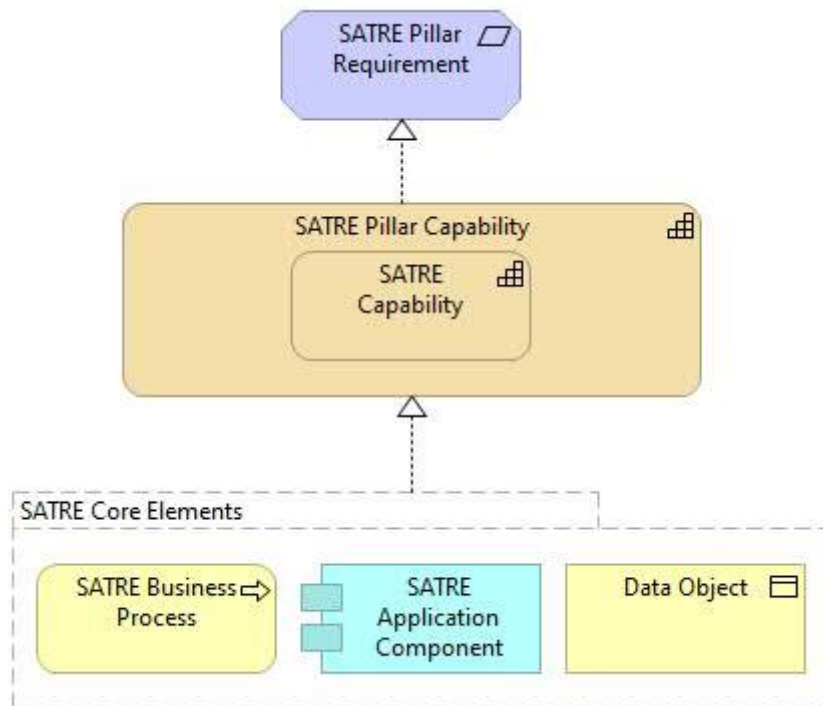 SATRE Pillar
Requirement
SATRE Pillar Capability
SATRE
Capability
SATRE Core Elements
SATRE Business
Process
SATRE
Application
Component
Data Object